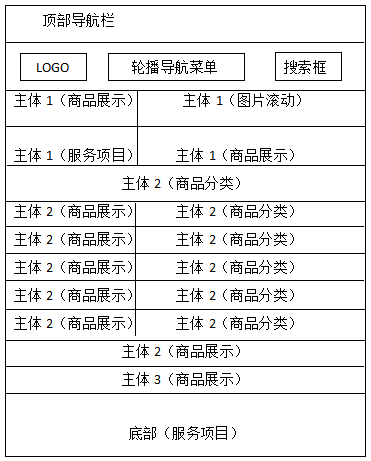 顶部导航栏
LOGO 轮播导航菜单 搜索框
主体 1（商品展示） 主体 1（图片滚动）
主体 1（服务项目） 主体 1（商品展示）
主体 2（商品分类）
主体 2（商品展示） 主体 2（商品分类）
主体 2（商品展示） 主体 2（商品分类）
主体 2（商品展示） 主体 2（商品分类）
主体 2（商品展示） 主体 2（商品分类）
主体 2（商品展示） 主体 2（商品分类）
主体 2（商品展示）
主体 3（商品展示）
底部（服务项目）